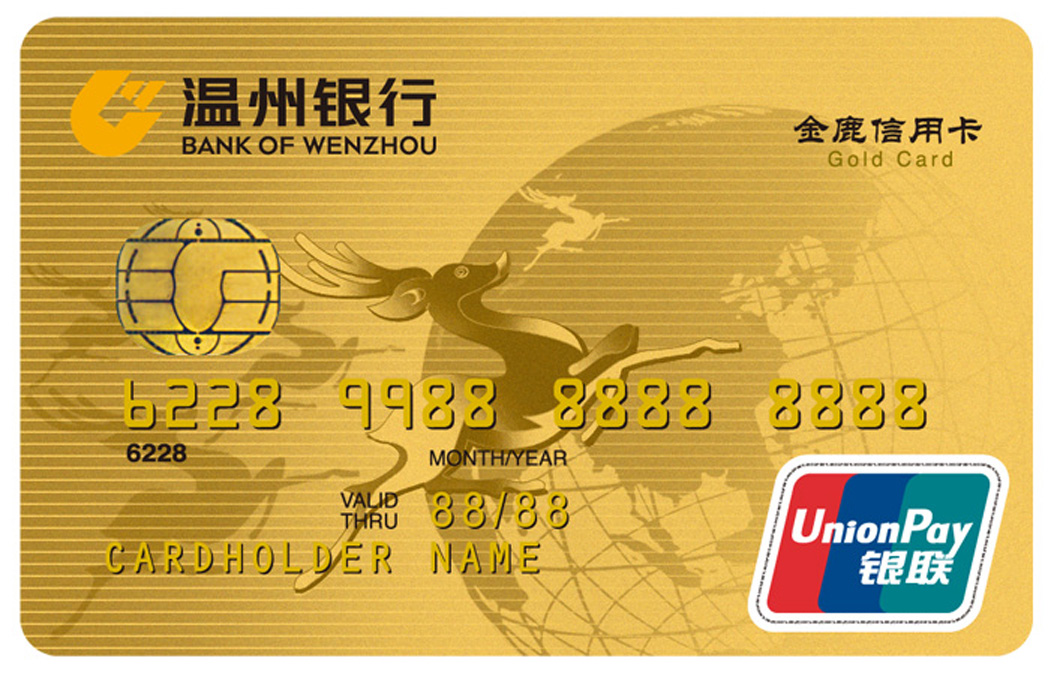 温州银行
BANK OF WENZHOU
金鹿信用卡
Gold Card
6228 9988 8888 8888
6228
MONTH/YEAR
VALID
THRU
88/88
CARDHOLDER NAME
UnionPay
银联